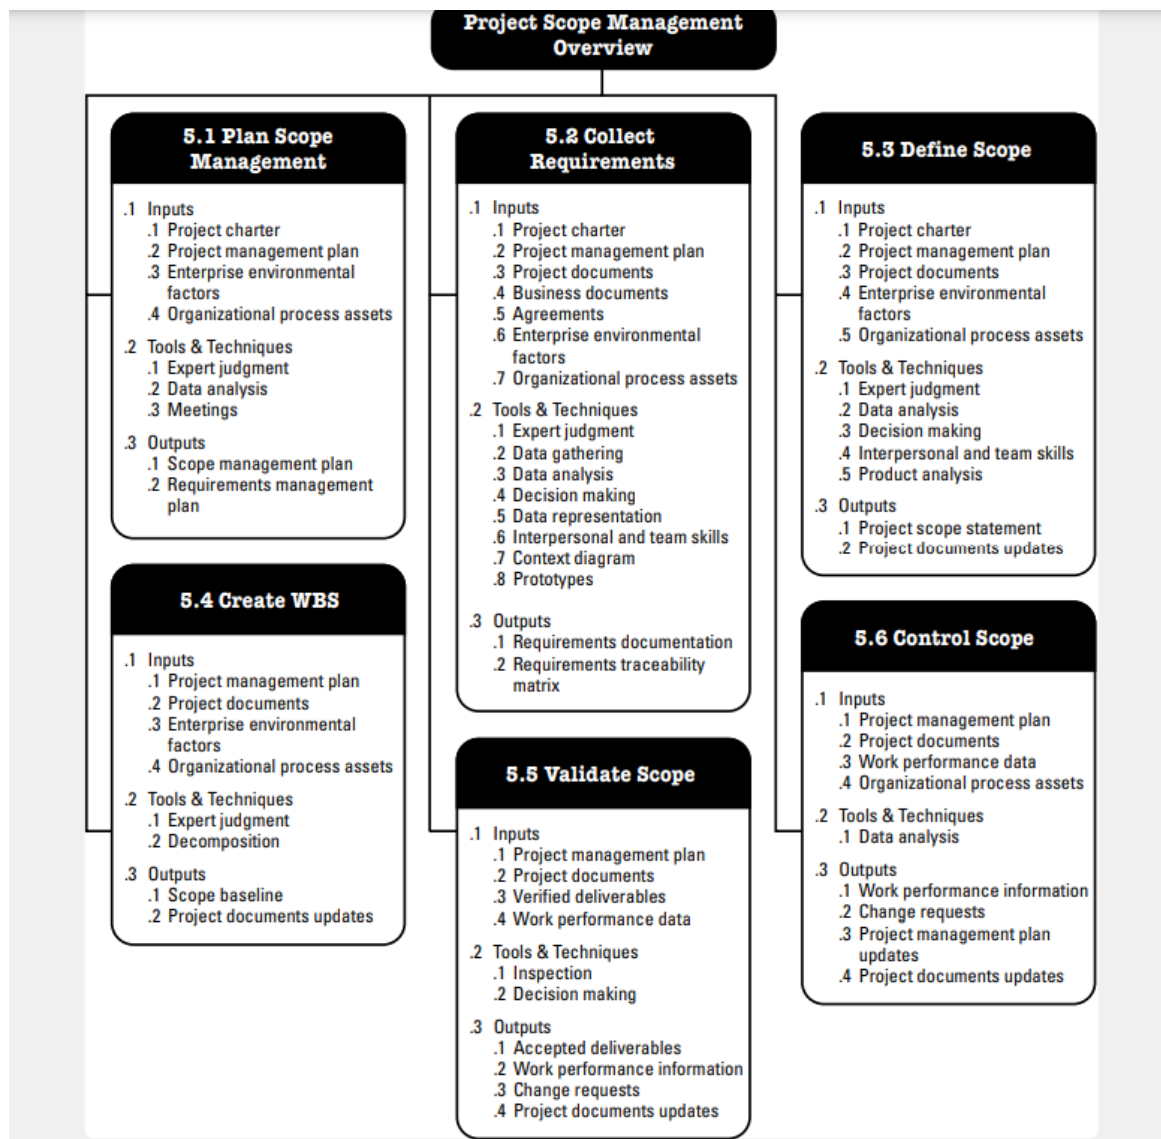 Project Scope Management
Overview
5.1 Plan Scope
Management
.1 Inputs
.1 Project charter
.2 Project management plan
.3 Enterprise environmental
factors
.4 Organizational process assets
.2 Tools & Techniques
.1 Expert judgment
.2 Data analysis
.3 Meetings
.3 Outputs
.1 Scope management plan
.2 Requirements management
plan
5.2 Collect
Requirements
.1 Inputs
.1 Project charter
.2 Project management plan
.3 Project documents
.4 Business documents
.5 Agreements
.6 Enterprise environmental
factors
.7 Organizational process assets
.2 Tools & Techniques
.1 Expert judgment
.2 Data gathering
.3 Data analysis
.4 Decision making
.5 Data representation
.6 Interpersonal and team skills
.7 Context diagram
.8 Prototypes
.3 Outputs
.1 Requirements documentation
.2 Requirements traceability
matrix
5.3 Define Scope
.1 Inputs
.1 Project charter
.2 Project management plan
.3 Project documents
.4 Enterprise environmental
factors
.5 Organizational process assets
.2 Tools & Techniques
.1 Expert judgment
.2 Data analysis
.3 Decision making
.4 Interpersonal and team skills
.5 Product analysis
.3 Outputs
.1 Project scope statement
.2 Project documents updates
5.4 Create WBS
.1 Inputs
.1 Project management plan
.2 Project documents
.3 Enterprise environmental
factors
.4 Organizational process assets
.2 Tools & Techniques
.1 Expert judgment
.2 Decomposition
.3 Outputs
.1 Scope baseline
.2 Project documents updates
5.5 Validate Scope
.1 Inputs
.1 Project management plan
.2 Project documents
.3 Verified deliverables
.4 Work performance data
.2 Tools & Techniques
.1 Inspection
.2 Decision making
.3 Outputs
.1 Accepted deliverables
.2 Work performance information
.3 Change requests
.4 Project documents updates
5.6 Control Scope
.1 Inputs
.1 Project management plan
.2 Project documents
.3 Work performance data
.4 Organizational process assets
.2 Tools & Techniques
.1 Data analysis
.3 Outputs
.1 Work performance information
.2 Change requests
.3 Project management plan
updates
.4 Project documents updates